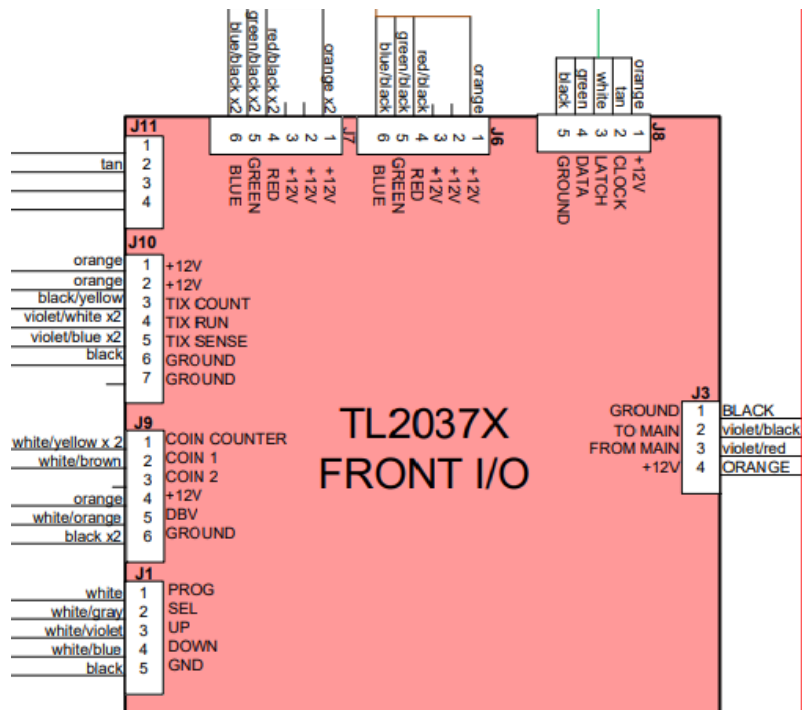 blue/black x2
green/black x2
red/black x2
orange x2
blue/black
green/black
red/black
orange
black
green
white
tan
orange
J7
6 5 4 3 2 1
BLUE
GREEN
RED
+12V
+12V
+12V
J6
6 5 4 3 2 1
BLUE
GREEN
RED
+12V
+12V
+12V
J8
5 4 3 2 1
GROUND
DATA
LATCH
CLOCK
+12V
J11
1
tan 2
3
4
J10
orange 1 +12V
orange 2 +12V
black/yellow 3 TIX COUNT
violet/white x2 4 TIX RUN
violet/blue x2 5 TIX SENSE
black 6 GROUND
7 GROUND
J9
white/yellow x 2 1 COIN COUNTER
white/brown 2 COIN 1
3 COIN 2
orange 4 +12V
white/orange 5 DBV
black x2 6 GROUND
J1
white 1 PROG
white/gray 2 SEL
white/violet 3 UP
white/blue 4 DOWN
black 5 GND
TL2037X
FRONT I/O
J3
GROUND 1 BLACK
TO MAIN 2 violet/black
FROM MAIN 3 violet/red
+12V 4 ORANGE